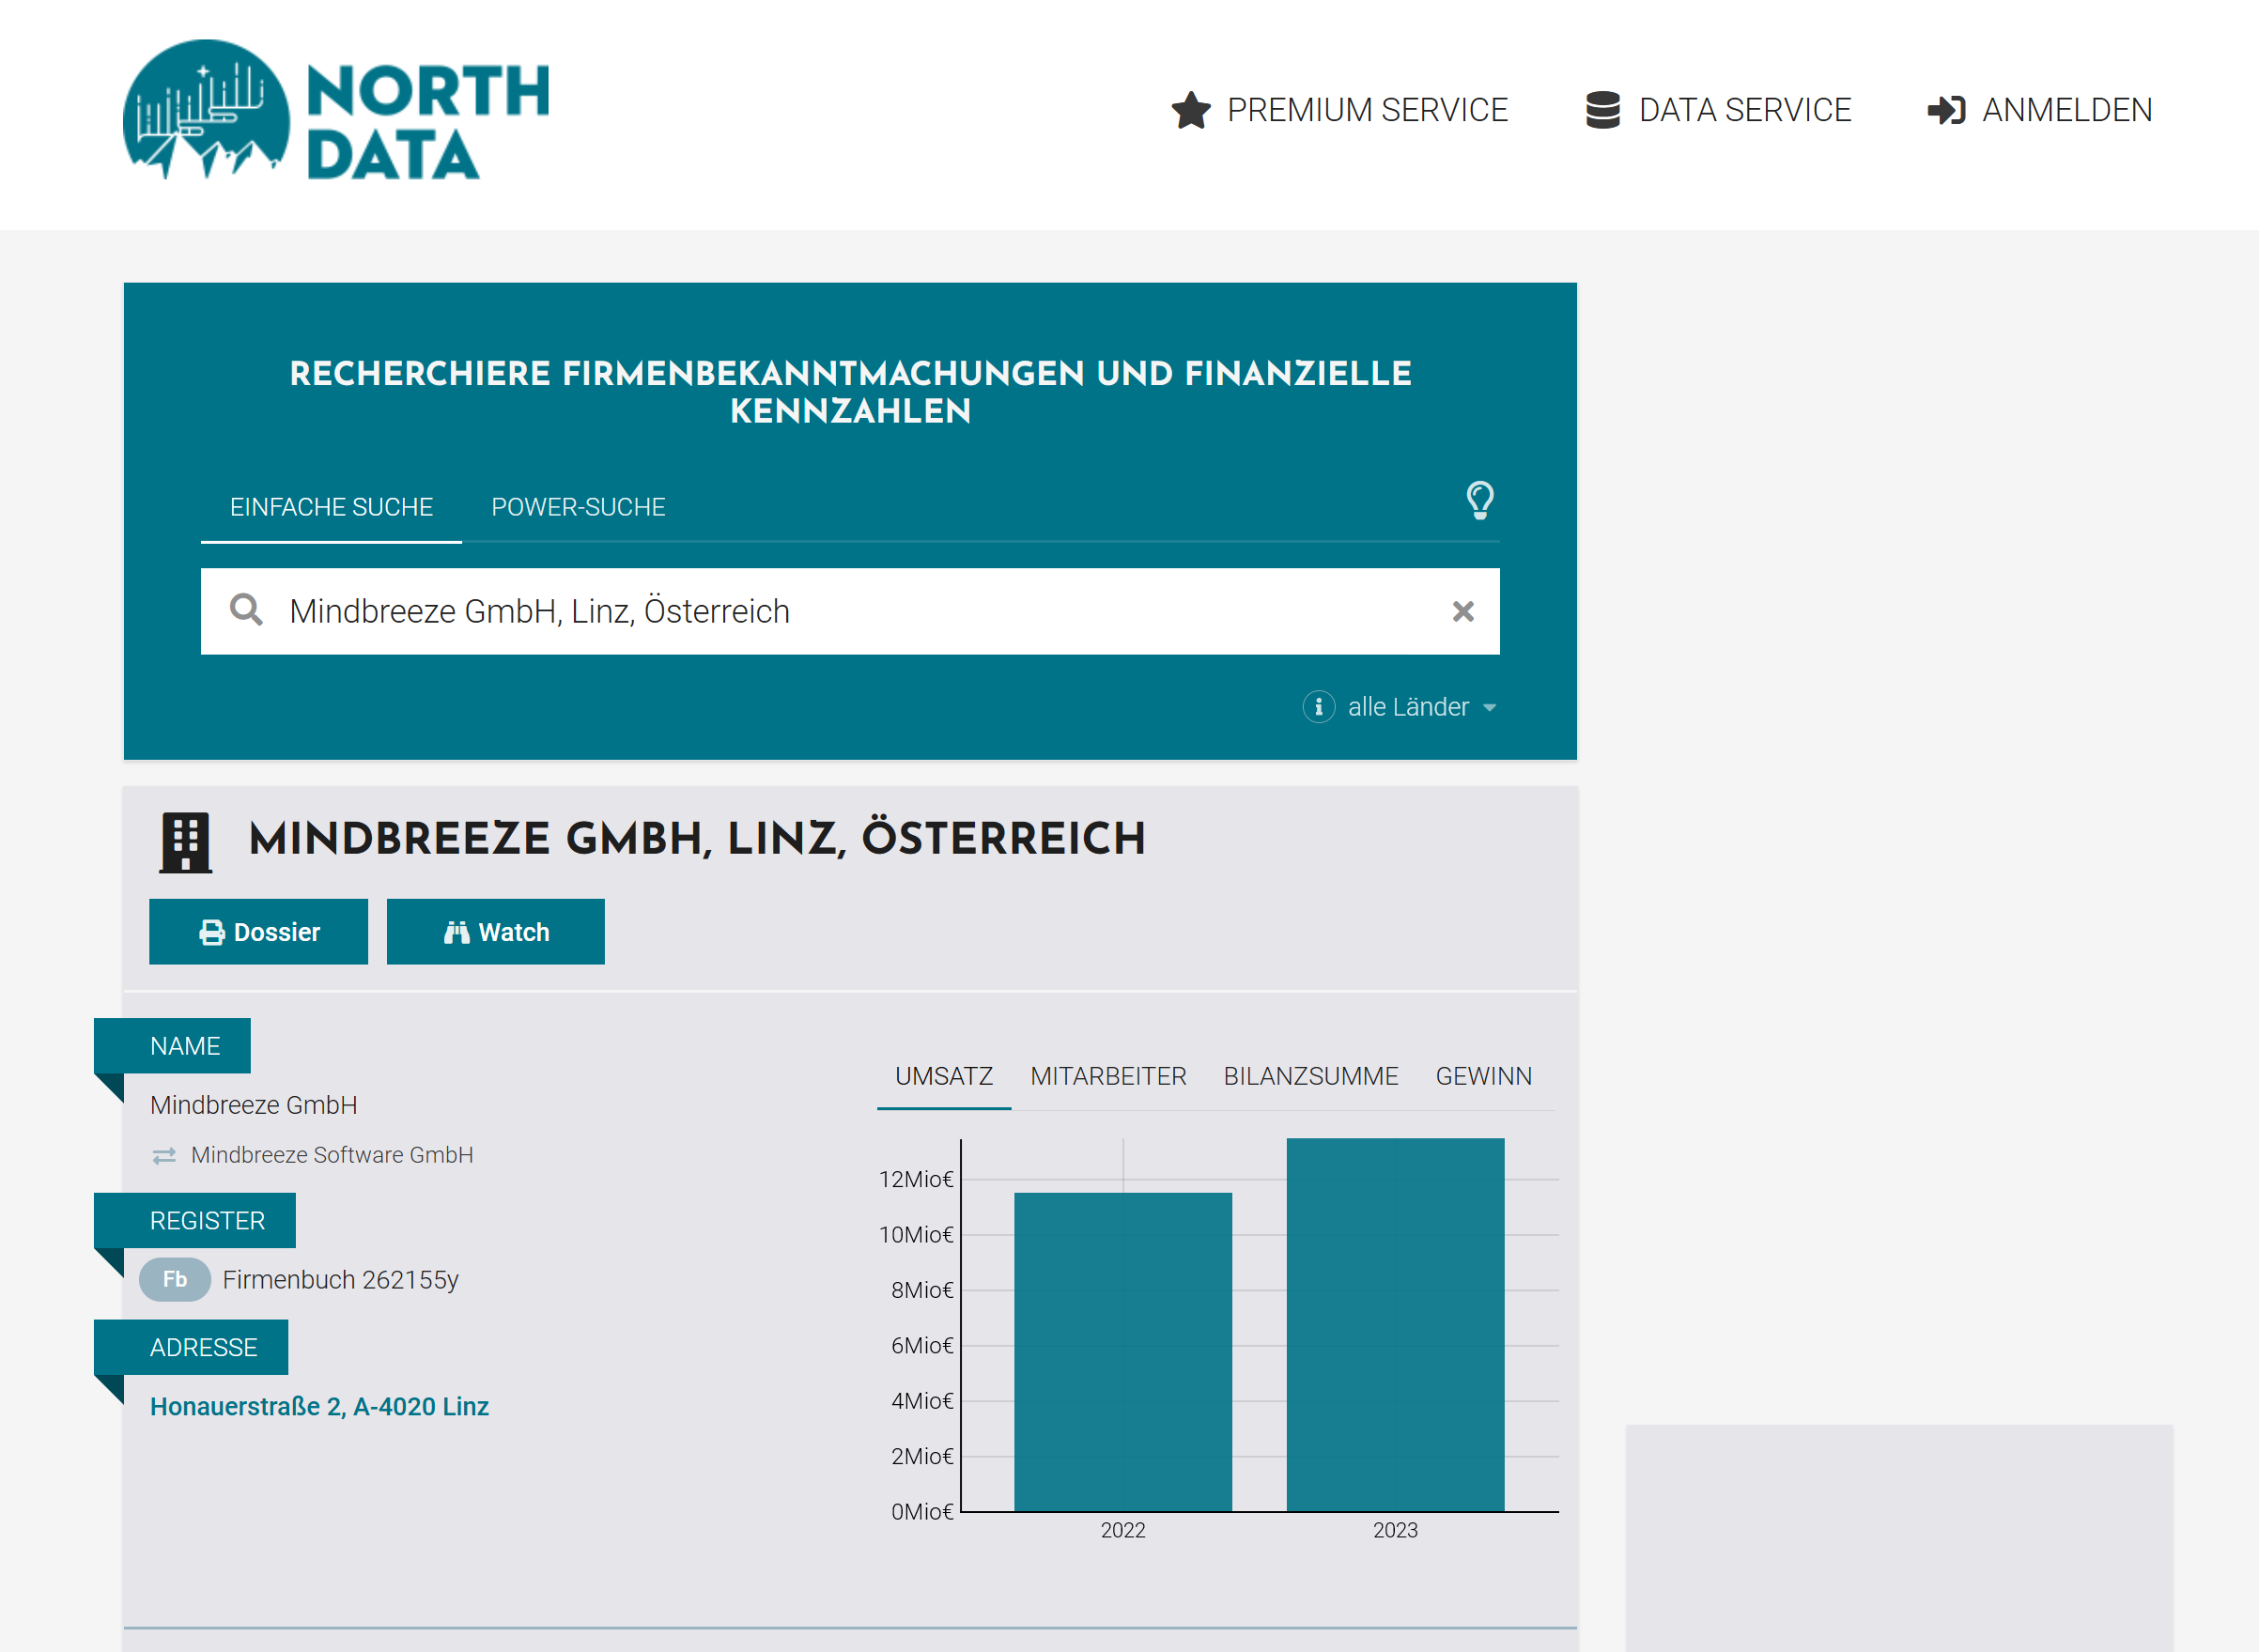 NORTH
DATA
PREMIUM SERVICE
DATA SERVICE
ANMELDEN
RECHERCHIERE FIRMENBEKANNTMACHUNGEN UND FINANZIELLE
KENNZAHLEN
EINFACHE SUCHE
POWER-SUCHE
Mindbreeze GmbH, Linz, Österreich
alle Länder
MINDBREEZE GMBH, LINZ, ÖSTERREICH
Dossier
Watch
NAME
Mindbreeze GmbH
Mindbreeze Software GmbH
REGISTER
Fb Firmenbuch 262155y
ADRESSE
Honauerstraße 2, A-4020 Linz
UMSATZ
MITARBEITER
BILANZSUMME
GEWINN
12Mio€
10Mio€
8Mio€
6Mio€
4Mio€
2Mio€
0Mio€
2022
2023